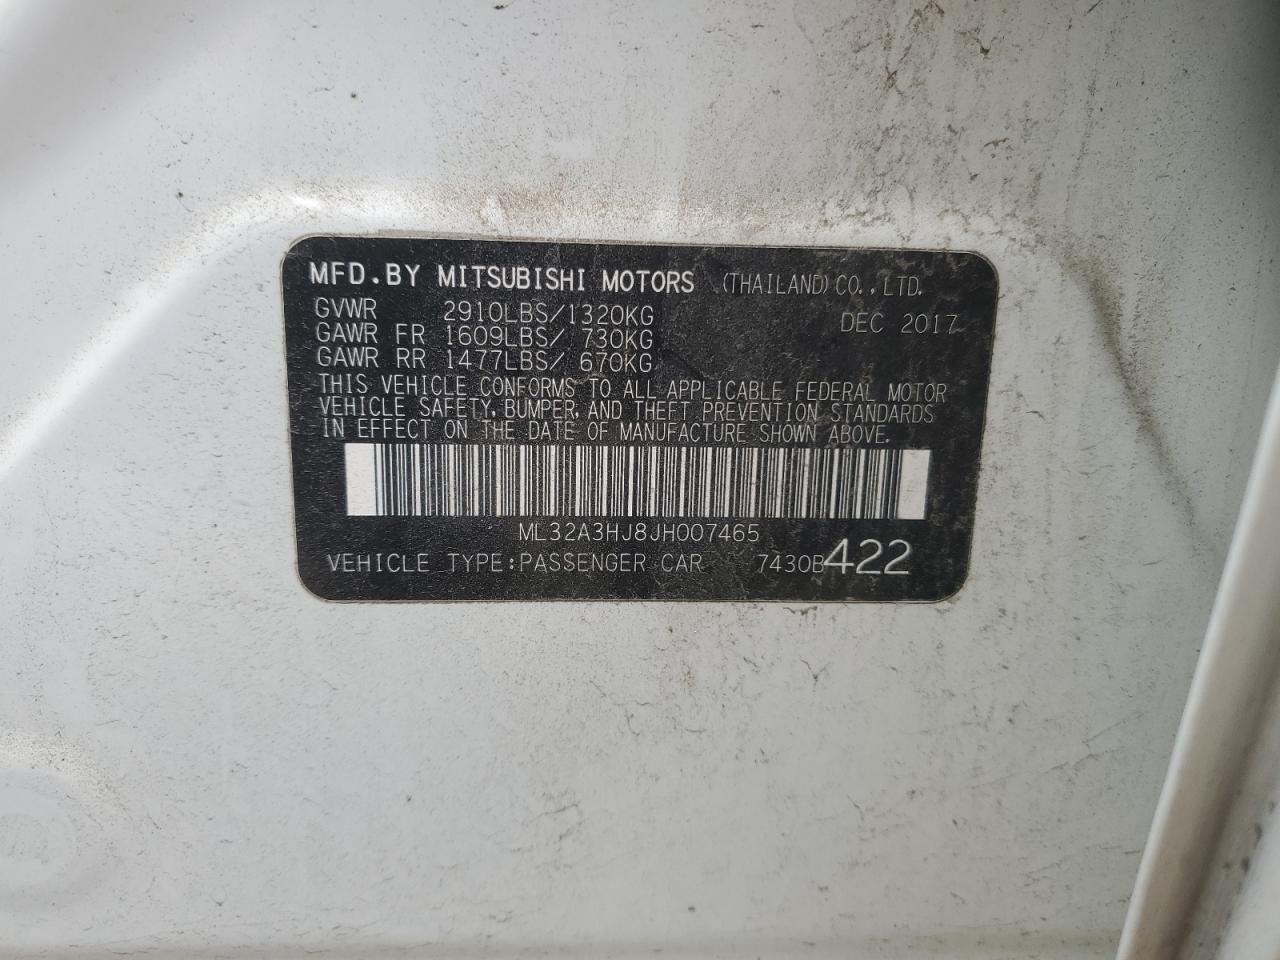 MFD.BY MITSUBISHI MOTORS (THAILAND)CO.,LTD.
GVWR 2910LBS/1320KG DEC 2017
GAWR FR 1609LBS/ 730KG
GAWR RR 1477LBS/ 670KG
THIS VEHICLE CONFORMS TO ALL APPLICABLE FEDERAL MOTOR
VEHICLE SAFETY, BUMPER, AND THEFT PREVENTION STANDARDS
IN EFFECT ON THE DATE OF MANUFACTURE SHOWN ABOVE.
ML32A3HJ8JH007465
VEHICLE TYPE:PASSENGER CAR 7430B422